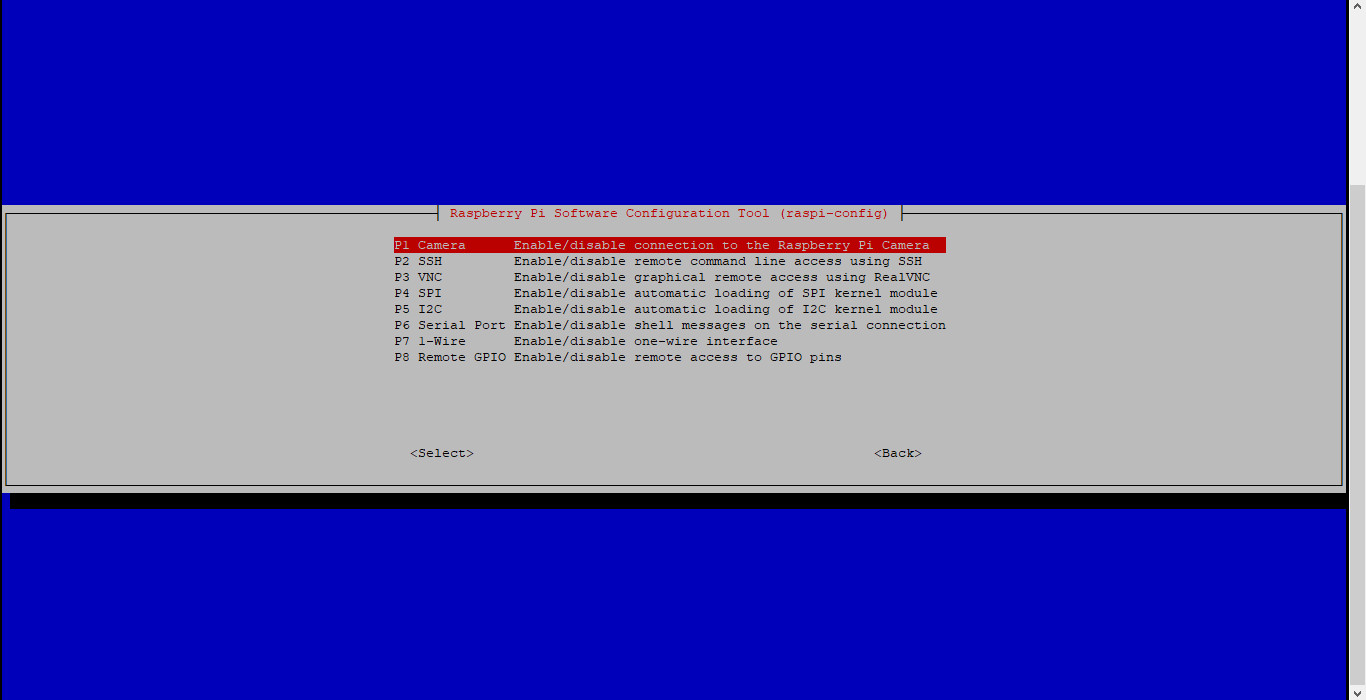 Raspberry Pi Software Configuration Tool (raspi-config)
P1 Camera Enable/disable connection to the Raspberry Pi Camera
P2 SSH Enable/disable remote command line access using SSH
P3 VNC Enable/disable graphical remote access using RealVNC
P4 SPI Enable/disable automatic loading of SPI kernel module
P5 I2C Enable/disable automatic loading of I2C kernel module
P6 Serial Port Enable/disable shell messages on the serial connection
P7 1-Wire Enable/disable one-wire interface
P8 Remote GPIO Enable/disable remote access to GPIO pins
<Select> <Back>